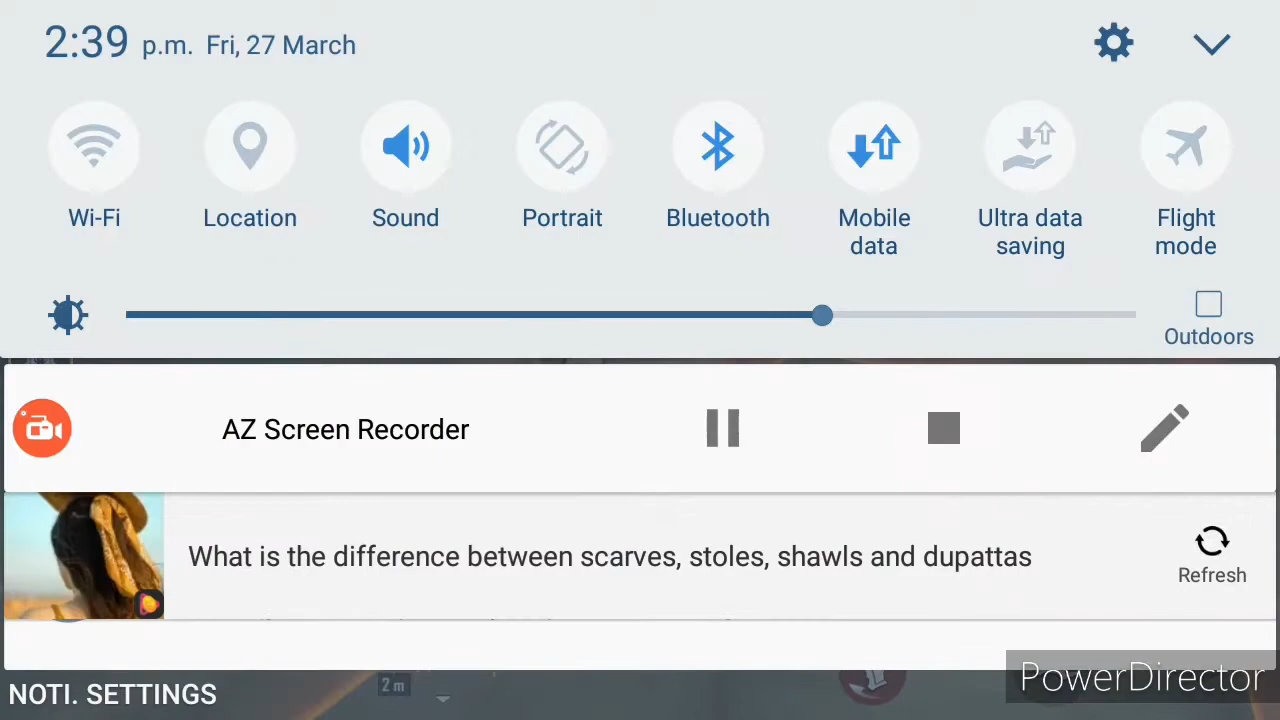 2:39 p.m. Fri, 27 March
Wi-Fi
Location
Sound
Portrait
Bluetooth
Mobile
data
Ultra data
saving
Flight
mode
Outdoors
AZ Screen Recorder
What is the difference between scarves, stoles, shawls and dupattas
Refresh
NOTI. SETTINGS
2 m
PowerDirector